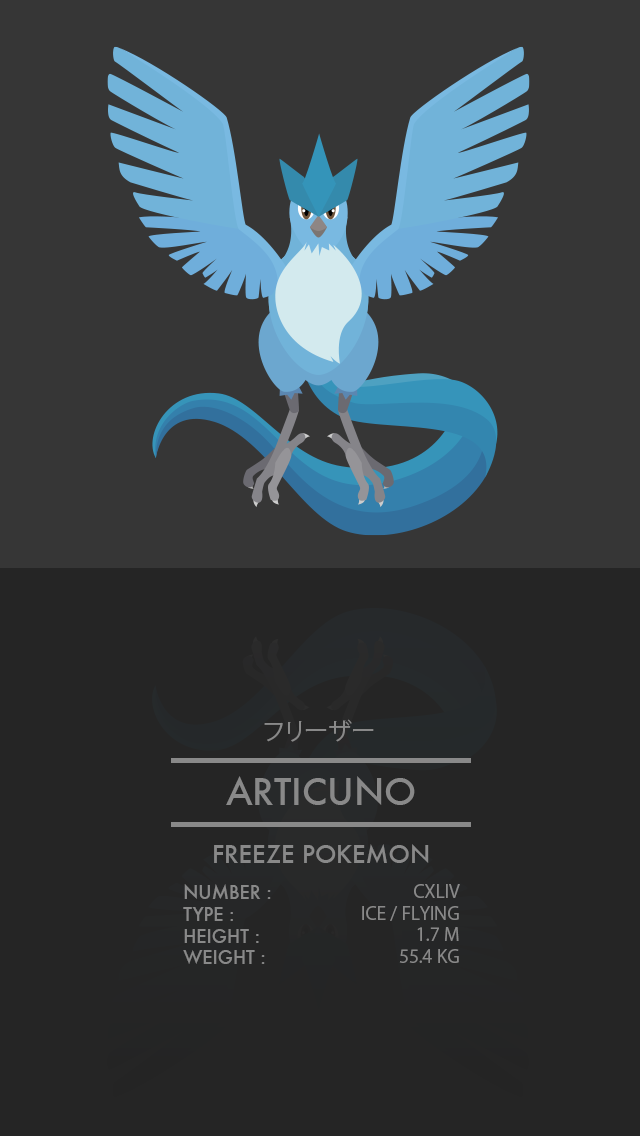 フリーザー
ARTICUNO
FREEZE POKEMON
NUMBER : CXLIV
TYPE : ICE / FLYING
HEIGHT : 1.7 M
WEIGHT : 55.4 KG